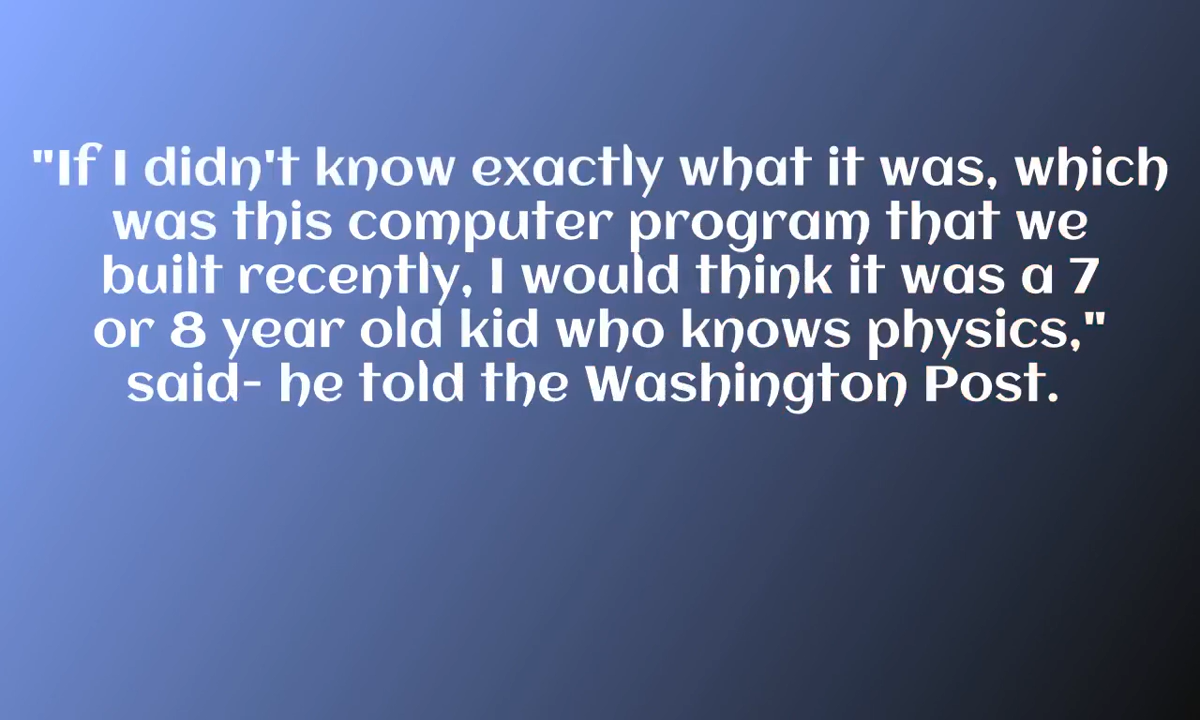 "If I didn't know exactly what it was, which
was this computer program that we
built recently, I would think it was a 7
or 8 year old kid who knows physics,"
said- he told the Washington Post.